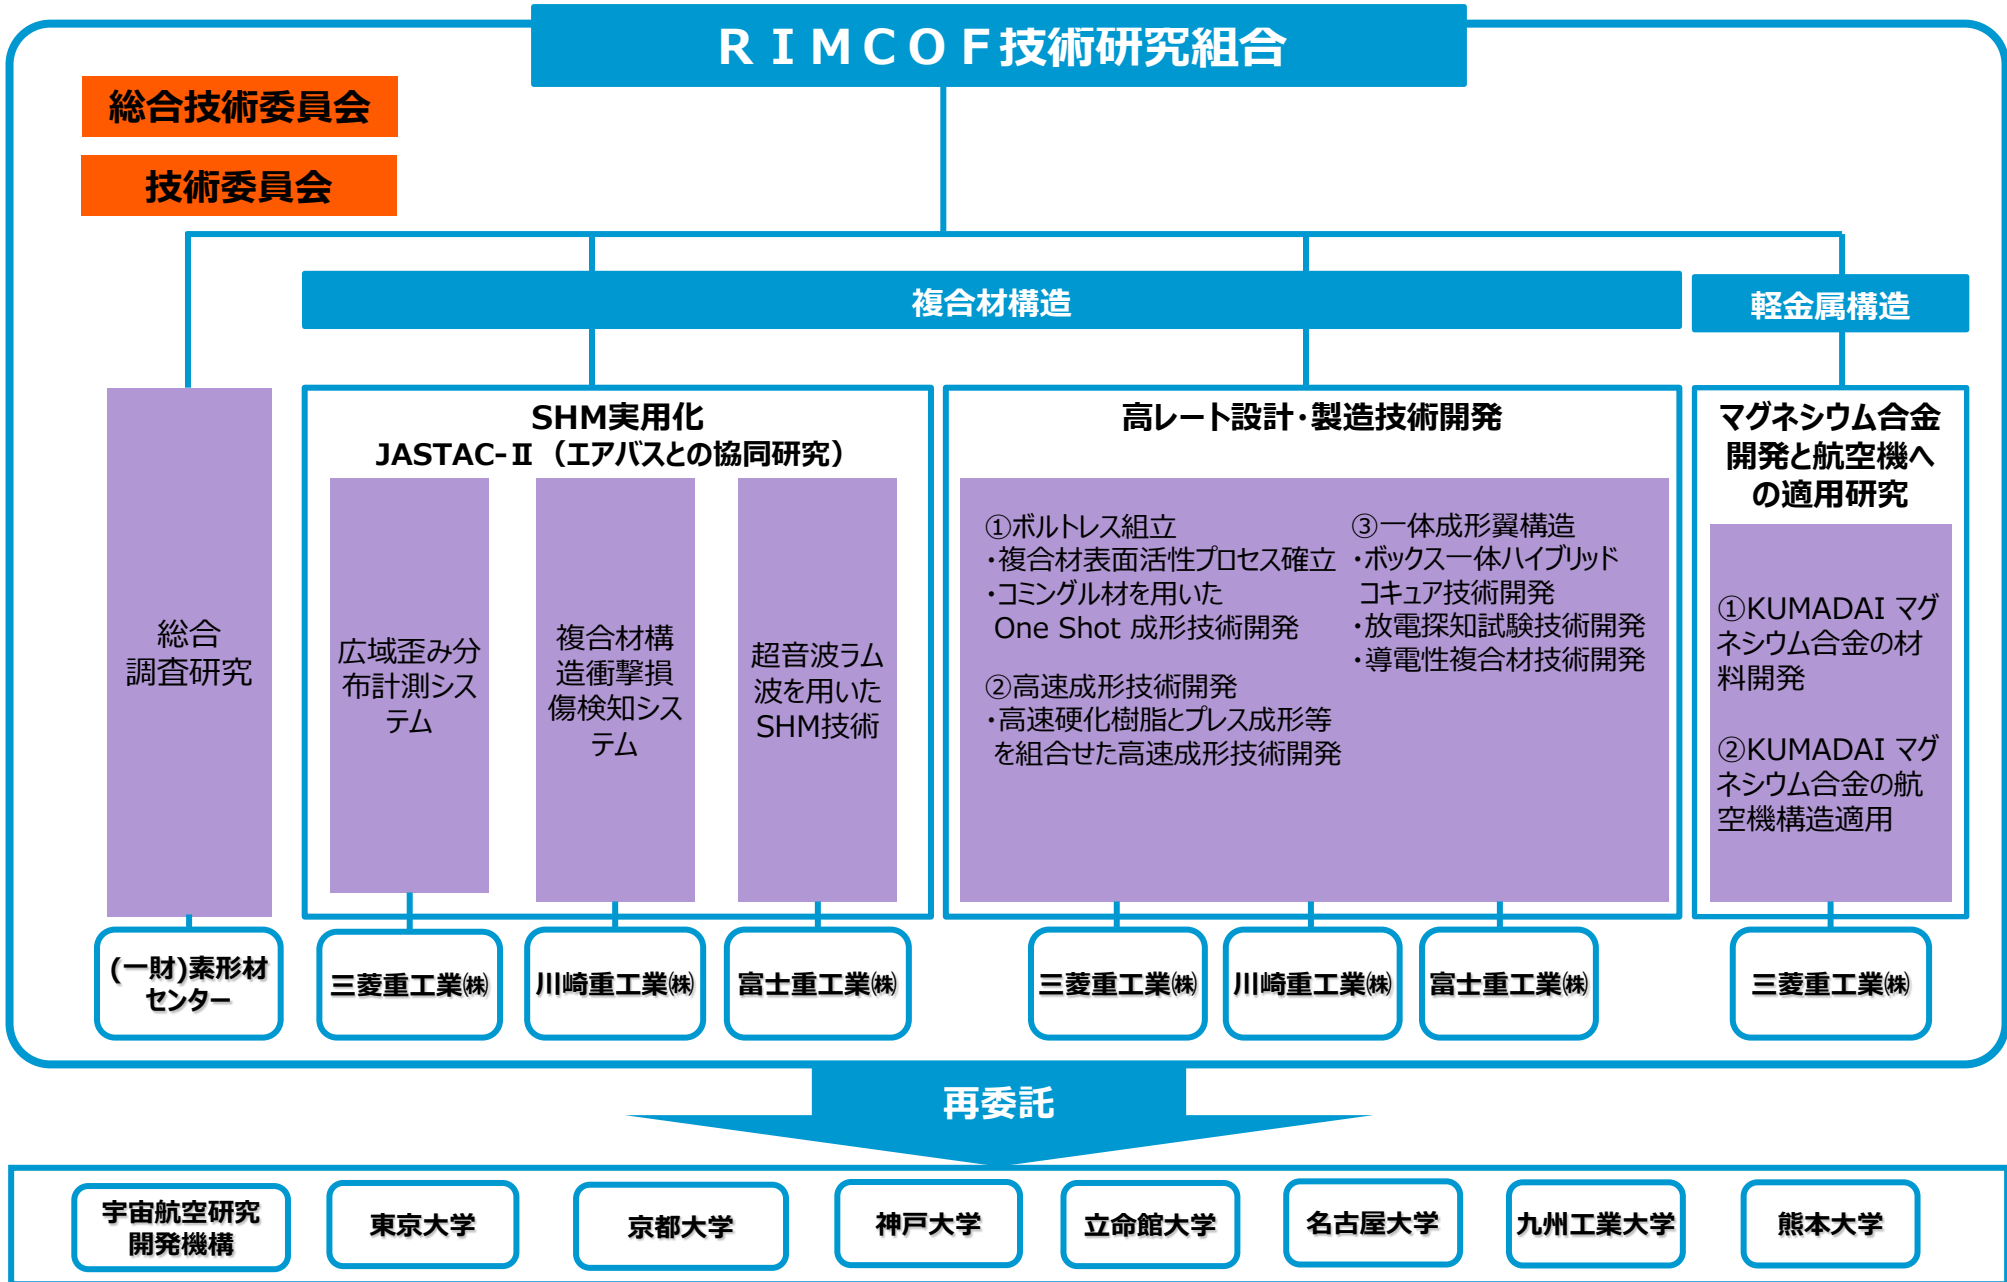 ＲＩＭＣＯＦ技術研究組合
総合技術委員会
技術委員会
複合材構造
軽金属構造
総合
調査研究
SHM実用化
JASTAC-Ⅱ（エアバスとの協同研究）
広域歪み分
布計測シス
テム
複合材構
造衝撃損
傷検知シス
テム
超音波ラム
波を用いた
SHM技術
高レート設計・製造技術開発
①ボルトレス組立
・複合材表面活性プロセス確立
・コミングル材を用いた
One Shot 成形技術開発
②高速成形技術開発
・高速硬化樹脂とプレス成形等
を組合せた高速成形技術開発
③一体成形翼構造
・ボックス一体ハイブリッド
コキュア技術開発
・放電探知試験技術開発
・導電性複合材技術開発
マグネシウム合金
開発と航空機へ
の適用研究
①KUMADAI マグ
ネシウム合金の材
料開発
②KUMADAI マグ
ネシウム合金の航
空機構造適用
(一財)素形材
センター
三菱重工業㈱
川崎重工業㈱
富士重工業㈱
三菱重工業㈱
川崎重工業㈱
富士重工業㈱
三菱重工業㈱
再委託
宇宙航空研究
開発機構
東京大学
京都大学
神戸大学
立命館大学
名古屋大学
九州工業大学
熊本大学